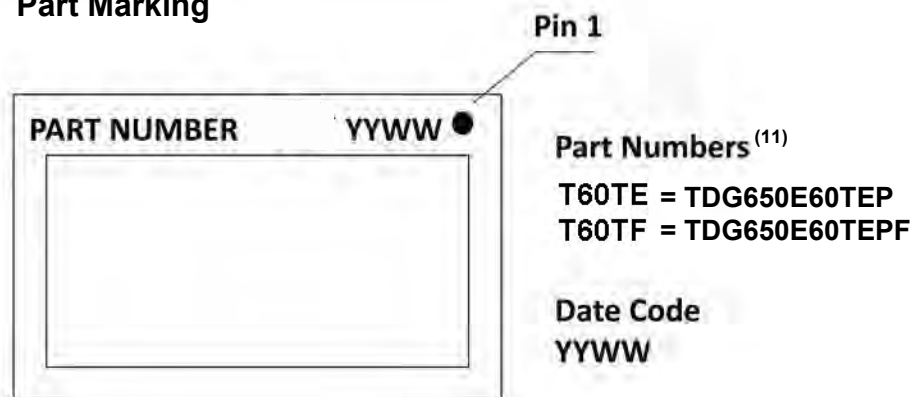 Part Marking
Pin 1
PART NUMBER YYWW
Part Numbers (11)
T60TE = TDG650E60TEP
T60TF = TDG650E60TEPF
Date Code
YYWW